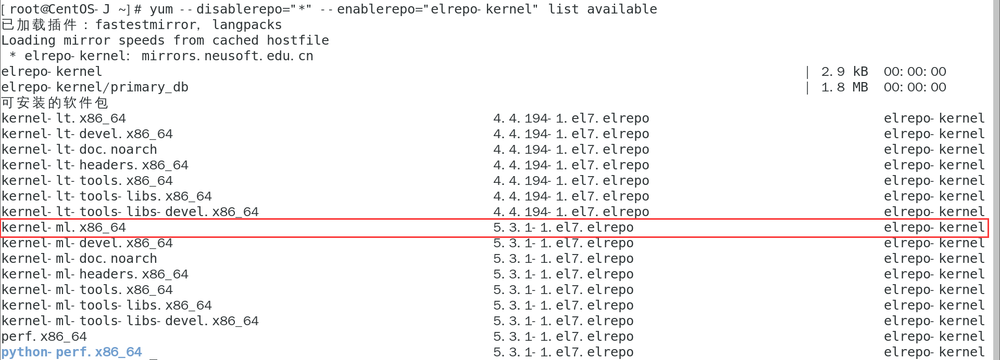 [root@CentOS-J ~]# yum --disablerepo="*" --enablerepo="elrepo-kernel" list available
已加载插件：fastestmirror, langpacks
Loading mirror speeds from cached hostfile
 * elrepo-kernel: mirrors.neusoft.edu.cn
elrepo-kernel | 2.9 kB 00:00:00
elrepo-kernel/primary_db | 1.8 MB 00:00:00
可安装的软件包
kernel-lt.x86_64 4.4.194-1.el7.elrepo elrepo-kernel
kernel-lt-devel.x86_64 4.4.194-1.el7.elrepo elrepo-kernel
kernel-lt-doc.noarch 4.4.194-1.el7.elrepo elrepo-kernel
kernel-lt-headers.x86_64 4.4.194-1.el7.elrepo elrepo-kernel
kernel-lt-tools.x86_64 4.4.194-1.el7.elrepo elrepo-kernel
kernel-lt-tools-libs.x86_64 4.4.194-1.el7.elrepo elrepo-kernel
kernel-lt-tools-libs-devel.x86_64 4.4.194-1.el7.elrepo elrepo-kernel
kernel-ml.x86_64 5.3.1-1.el7.elrepo elrepo-kernel
kernel-ml-devel.x86_64 5.3.1-1.el7.elrepo elrepo-kernel
kernel-ml-doc.noarch 5.3.1-1.el7.elrepo elrepo-kernel
kernel-ml-headers.x86_64 5.3.1-1.el7.elrepo elrepo-kernel
kernel-ml-tools.x86_64 5.3.1-1.el7.elrepo elrepo-kernel
kernel-ml-tools-libs.x86_64 5.3.1-1.el7.elrepo elrepo-kernel
kernel-ml-tools-libs-devel.x86_64 5.3.1-1.el7.elrepo elrepo-kernel
perf.x86_64 5.3.1-1.el7.elrepo elrepo-kernel
python-perf.x86_64 5.3.1-1.el7.elrepo elrepo-kernel